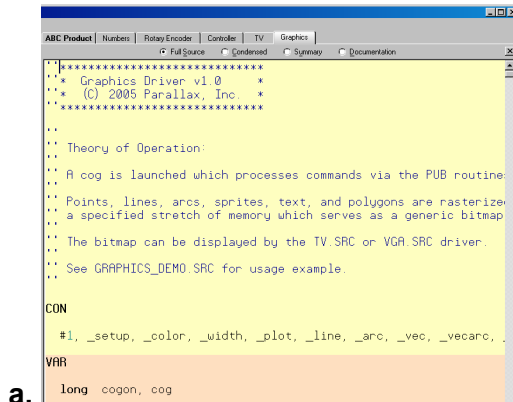 ABC Product Numbers Rotary Encoder Controller TV Graphics
Full Source Condensed Summary Documentation
''*****************************
''*  Graphics Driver v1.0      *
''*  (C) 2005 Parallax, Inc.  *
''*****************************
''
'' Theory of Operation:
''
'' A cog is launched which processes commands via the PUB routine
''
'' Points, lines, arcs, sprites, text, and polygons are rasterize
'' a specified stretch of memory which serves as a generic bitmap
''
'' The bitmap can be displayed by the TV.SRC or VGA.SRC driver.
''
'' See GRAPHICS_DEMO.SRC for usage example.
''
CON
#1, _setup, _color, _width, _plot, _line, _arc, _vec, _vecarc, _
VAR
long cogon, cog
a.